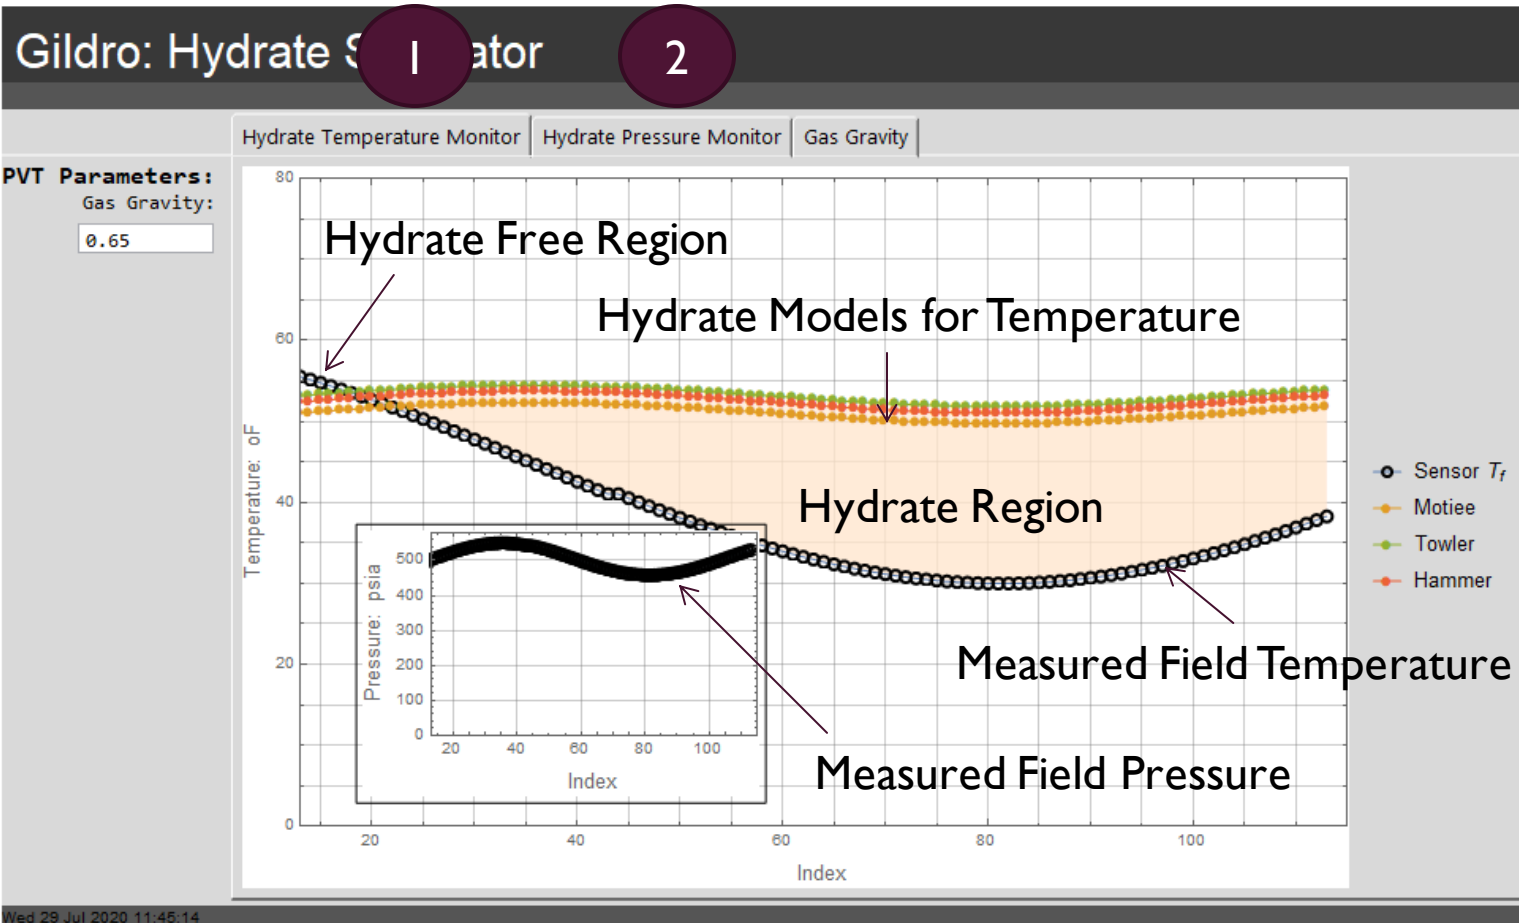 Gildro: Hydrate S ator
1
2
Hydrate Temperature Monitor
Hydrate Pressure Monitor
Gas Gravity
PVT Parameters:
Gas Gravity:
0.65
80
60
40
20
0
Temperature: oF
20
40
60
80
100
Index
Hydrate Free Region
Hydrate Models for Temperature
Hydrate Region
Measured Field Temperature
Measured Field Pressure
500
400
300
200
100
0
Pressure: psia
20
40
60
80
100
Index
Sensor Tf
Motiee
Towler
Hammer
Wed 29 Jul 2020 11:45:14